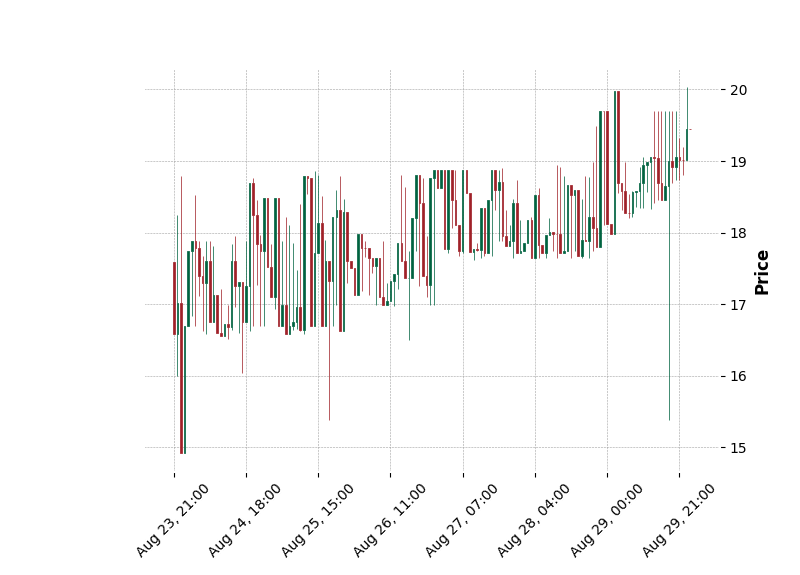 20
19
18
17
16
15
Price
Aug 23, 21:00
Aug 24, 18:00
Aug 25, 15:00
Aug 26, 11:00
Aug 27, 07:00
Aug 28, 04:00
Aug 29, 00:00
Aug 29, 21:00